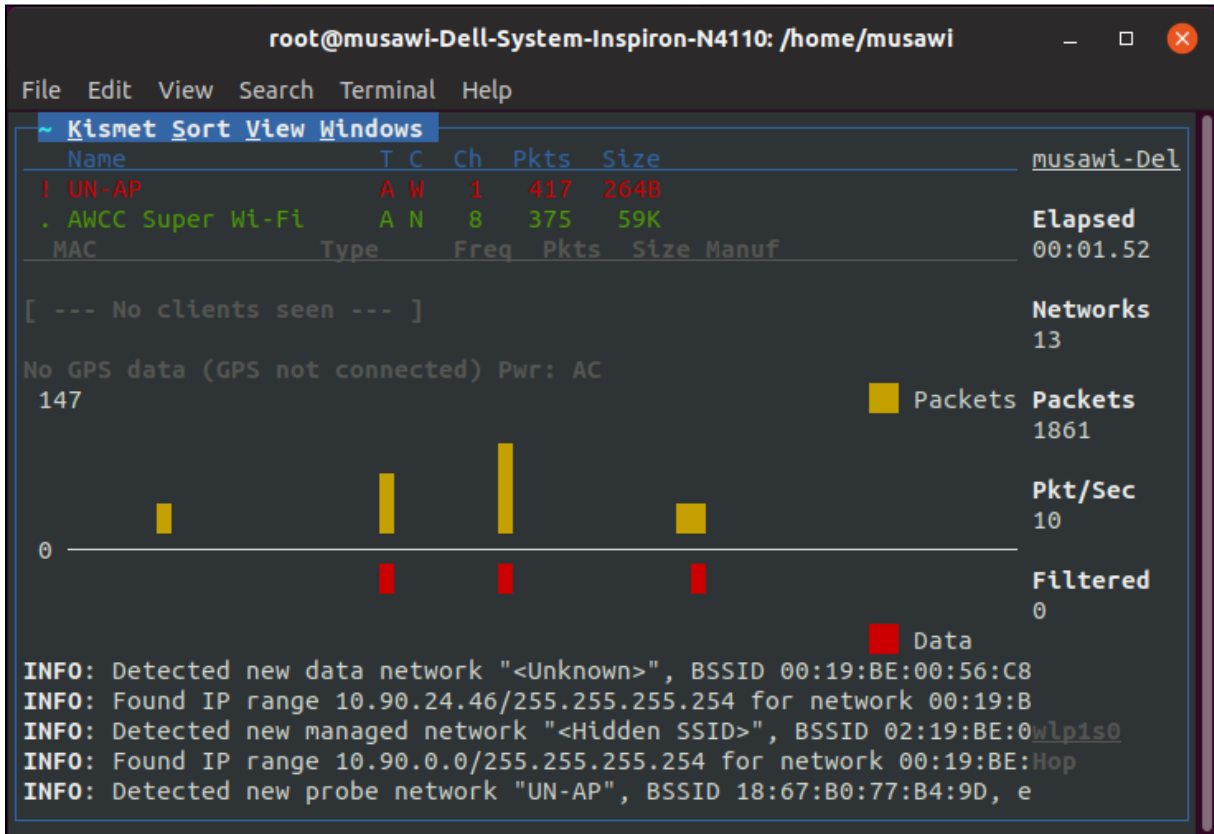 root@musawi-Dell-System-Inspiron-N4110: /home/musawi
File Edit View Search Terminal Help
~ Kismet Sort View Windows
Name T C Ch Pkts Size
musawi-Del
! UN-AP A W 1 417 264B
. AWCC Super Wi-Fi A N 8 375 59K
Elapsed
MAC Type Freq Pkts Size Manuf
00:01.52
[ --- No clients seen --- ]
Networks
13
No GPS data (GPS not connected) Pwr: AC
147
Packets
Packets
1861
Pkt/Sec
10
0
Filtered
0
Data
INFO: Detected new data network "<Unknown>", BSSID 00:19:BE:00:56:C8
INFO: Found IP range 10.90.24.46/255.255.255.254 for network 00:19:B
INFO: Detected new managed network "<Hidden SSID>", BSSID 02:19:BE:0
wlp1s0
INFO: Found IP range 10.90.0.0/255.255.255.254 for network 00:19:BE:
Hop
INFO: Detected new probe network "UN-AP", BSSID 18:67:B0:77:B4:9D, e